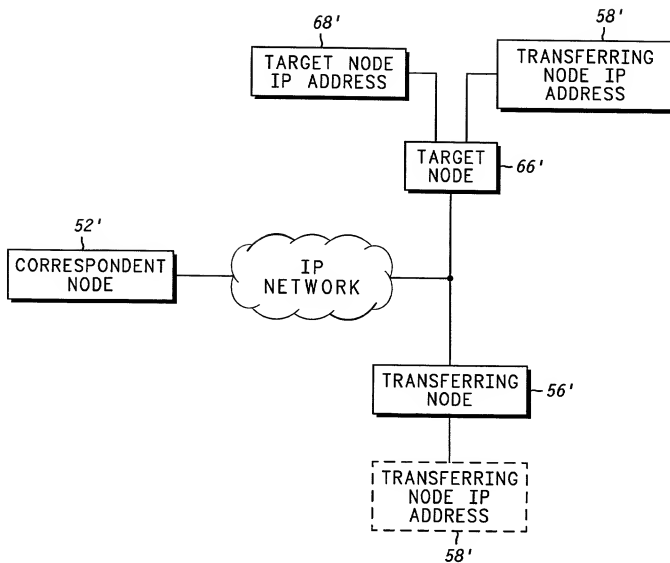 68'
58'
TARGET NODE
IP ADDRESS
TRANSFERRING
NODE IP
ADDRESS
TARGET
NODE
66'
52'
CORRESPONDENT
NODE
IP
NETWORK
TRANSFERRING
NODE
56'
TRANSFERRING
NODE IP
ADDRESS
58'